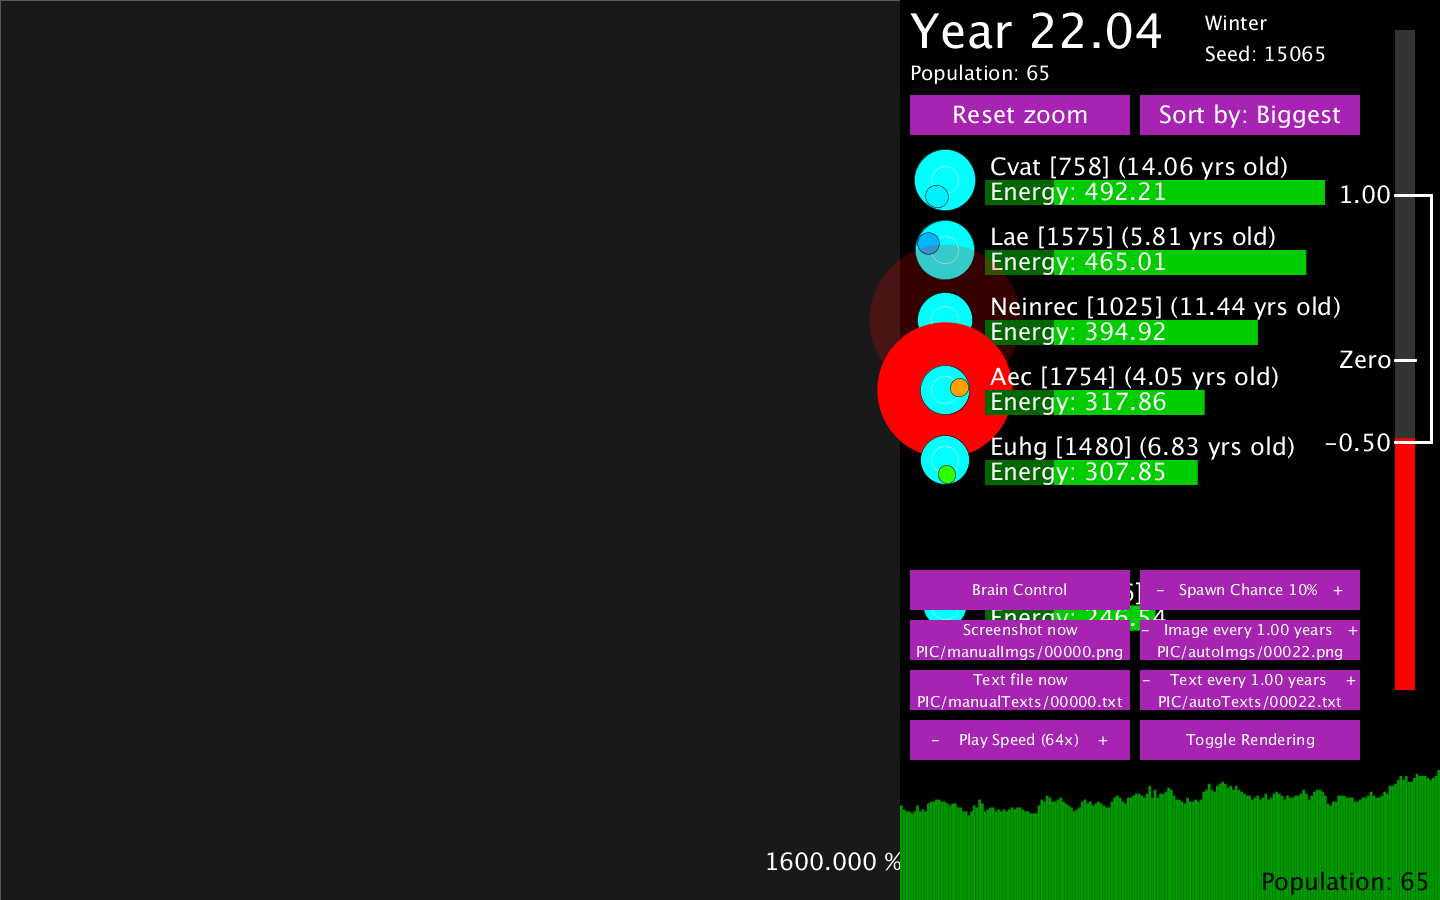 Year 22.04
Winter
Seed: 15065
Population: 65
Reset zoom
Sort by: Biggest
Cvat [758] (14.06 yrs old)
Energy: 492.21
1.00
Lae [1575] (5.81 yrs old)
Energy: 465.01
Neinrec [1025] (11.44 yrs old)
Energy: 394.92
Zero
Aec [1754] (4.05 yrs old)
Energy: 317.86
Euhg [1480] (6.83 yrs old)
-0.50
Energy: 307.85
Brain Control
- Spawn Chance 10% +
Energy: 246.54
Screenshot now
PIC/manualImgs/00000.png
- Image every 1.00 years +
PIC/autoImgs/00022.png
Text file now
PIC/manualTexts/00000.txt
- Text every 1.00 years +
PIC/autoTexts/00022.txt
- Play Speed (64x) +
Toggle Rendering
1600.000 %
Population: 65